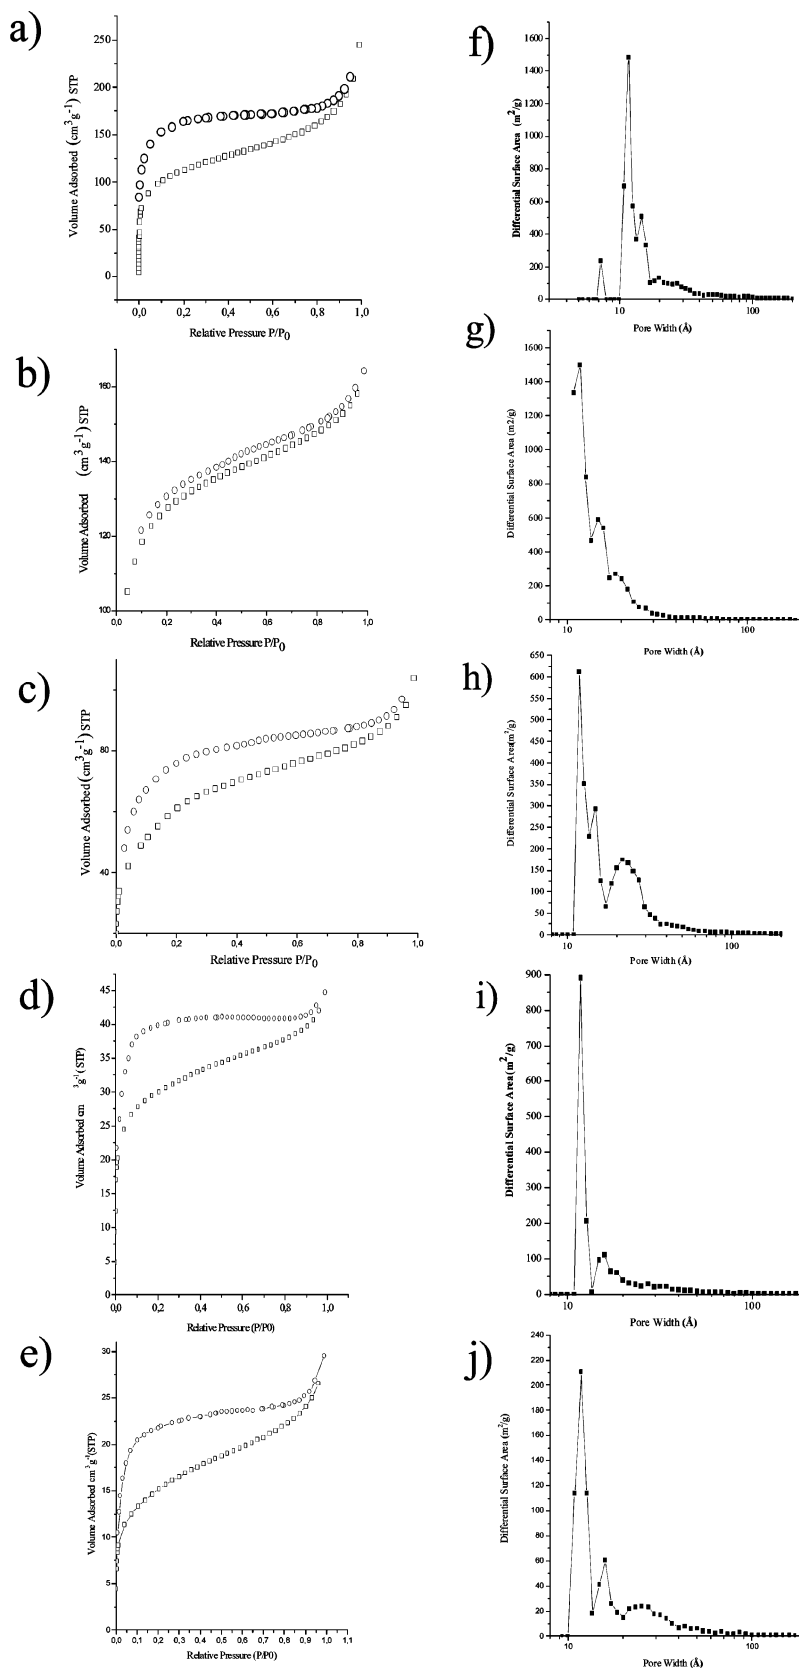 a)
Volume Adsorbed (cm³g⁻¹) STP
250
200
150
100
50
0
0,0 0,2 0,4 0,6 0,8 1,0
Relative Pressure P/P₀
f)
Differential Surface Area (m²/g)
1600
1400
1200
1000
800
600
400
200
0
10 100
Pore Width (Å)
b)
Volume Adsorbed (cm³g⁻¹) STP
160
140
120
100
0,0 0,2 0,4 0,6 0,8 1,0
Relative Pressure P/P₀
g)
Differential Surface Area (m2/g)
1600
1400
1200
1000
800
600
400
200
0
10 100
Pore Width (Å)
c)
Volume Adsorbed (cm³g⁻¹) STP
80
40
0,0 0,2 0,4 0,6 0,8 1,0
Relative Pressure P/P₀
h)
Differential Surface Area(m²/g)
650
600
550
500
450
400
350
300
250
200
150
100
50
0
10 100
Pore Width (Å)
d)
Volume Adsorbed cm ³g⁻¹ (STP)
45
40
35
30
25
20
15
10
5
0
0,0 0,2 0,4 0,6 0,8 1,0
Relative Pressure (P/P0)
i)
Differential Surface Area (m²/g)
900
800
700
600
500
400
300
200
100
0
10 100
Pore Width (Å)
e)
Volume Adsorbed cm ³g⁻¹(STP)
30
25
20
15
10
5
0
0,0 0,1 0,2 0,3 0,4 0,5 0,6 0,7 0,8 0,9 1,0 1,1
Relative Pressure (P/P0)
j)
Differential Surface Area (m²/g)
240
220
200
180
160
140
120
100
80
60
40
20
0
10 100
Pore Width (Å)